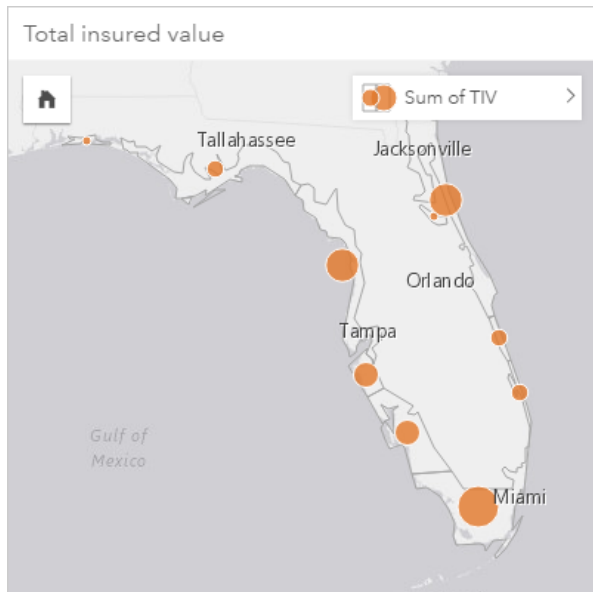 Total insured value
Sum of TIV
Tallahassee
Jacksonville
Orlando
Tampa
Gulf of
Mexico
Miami